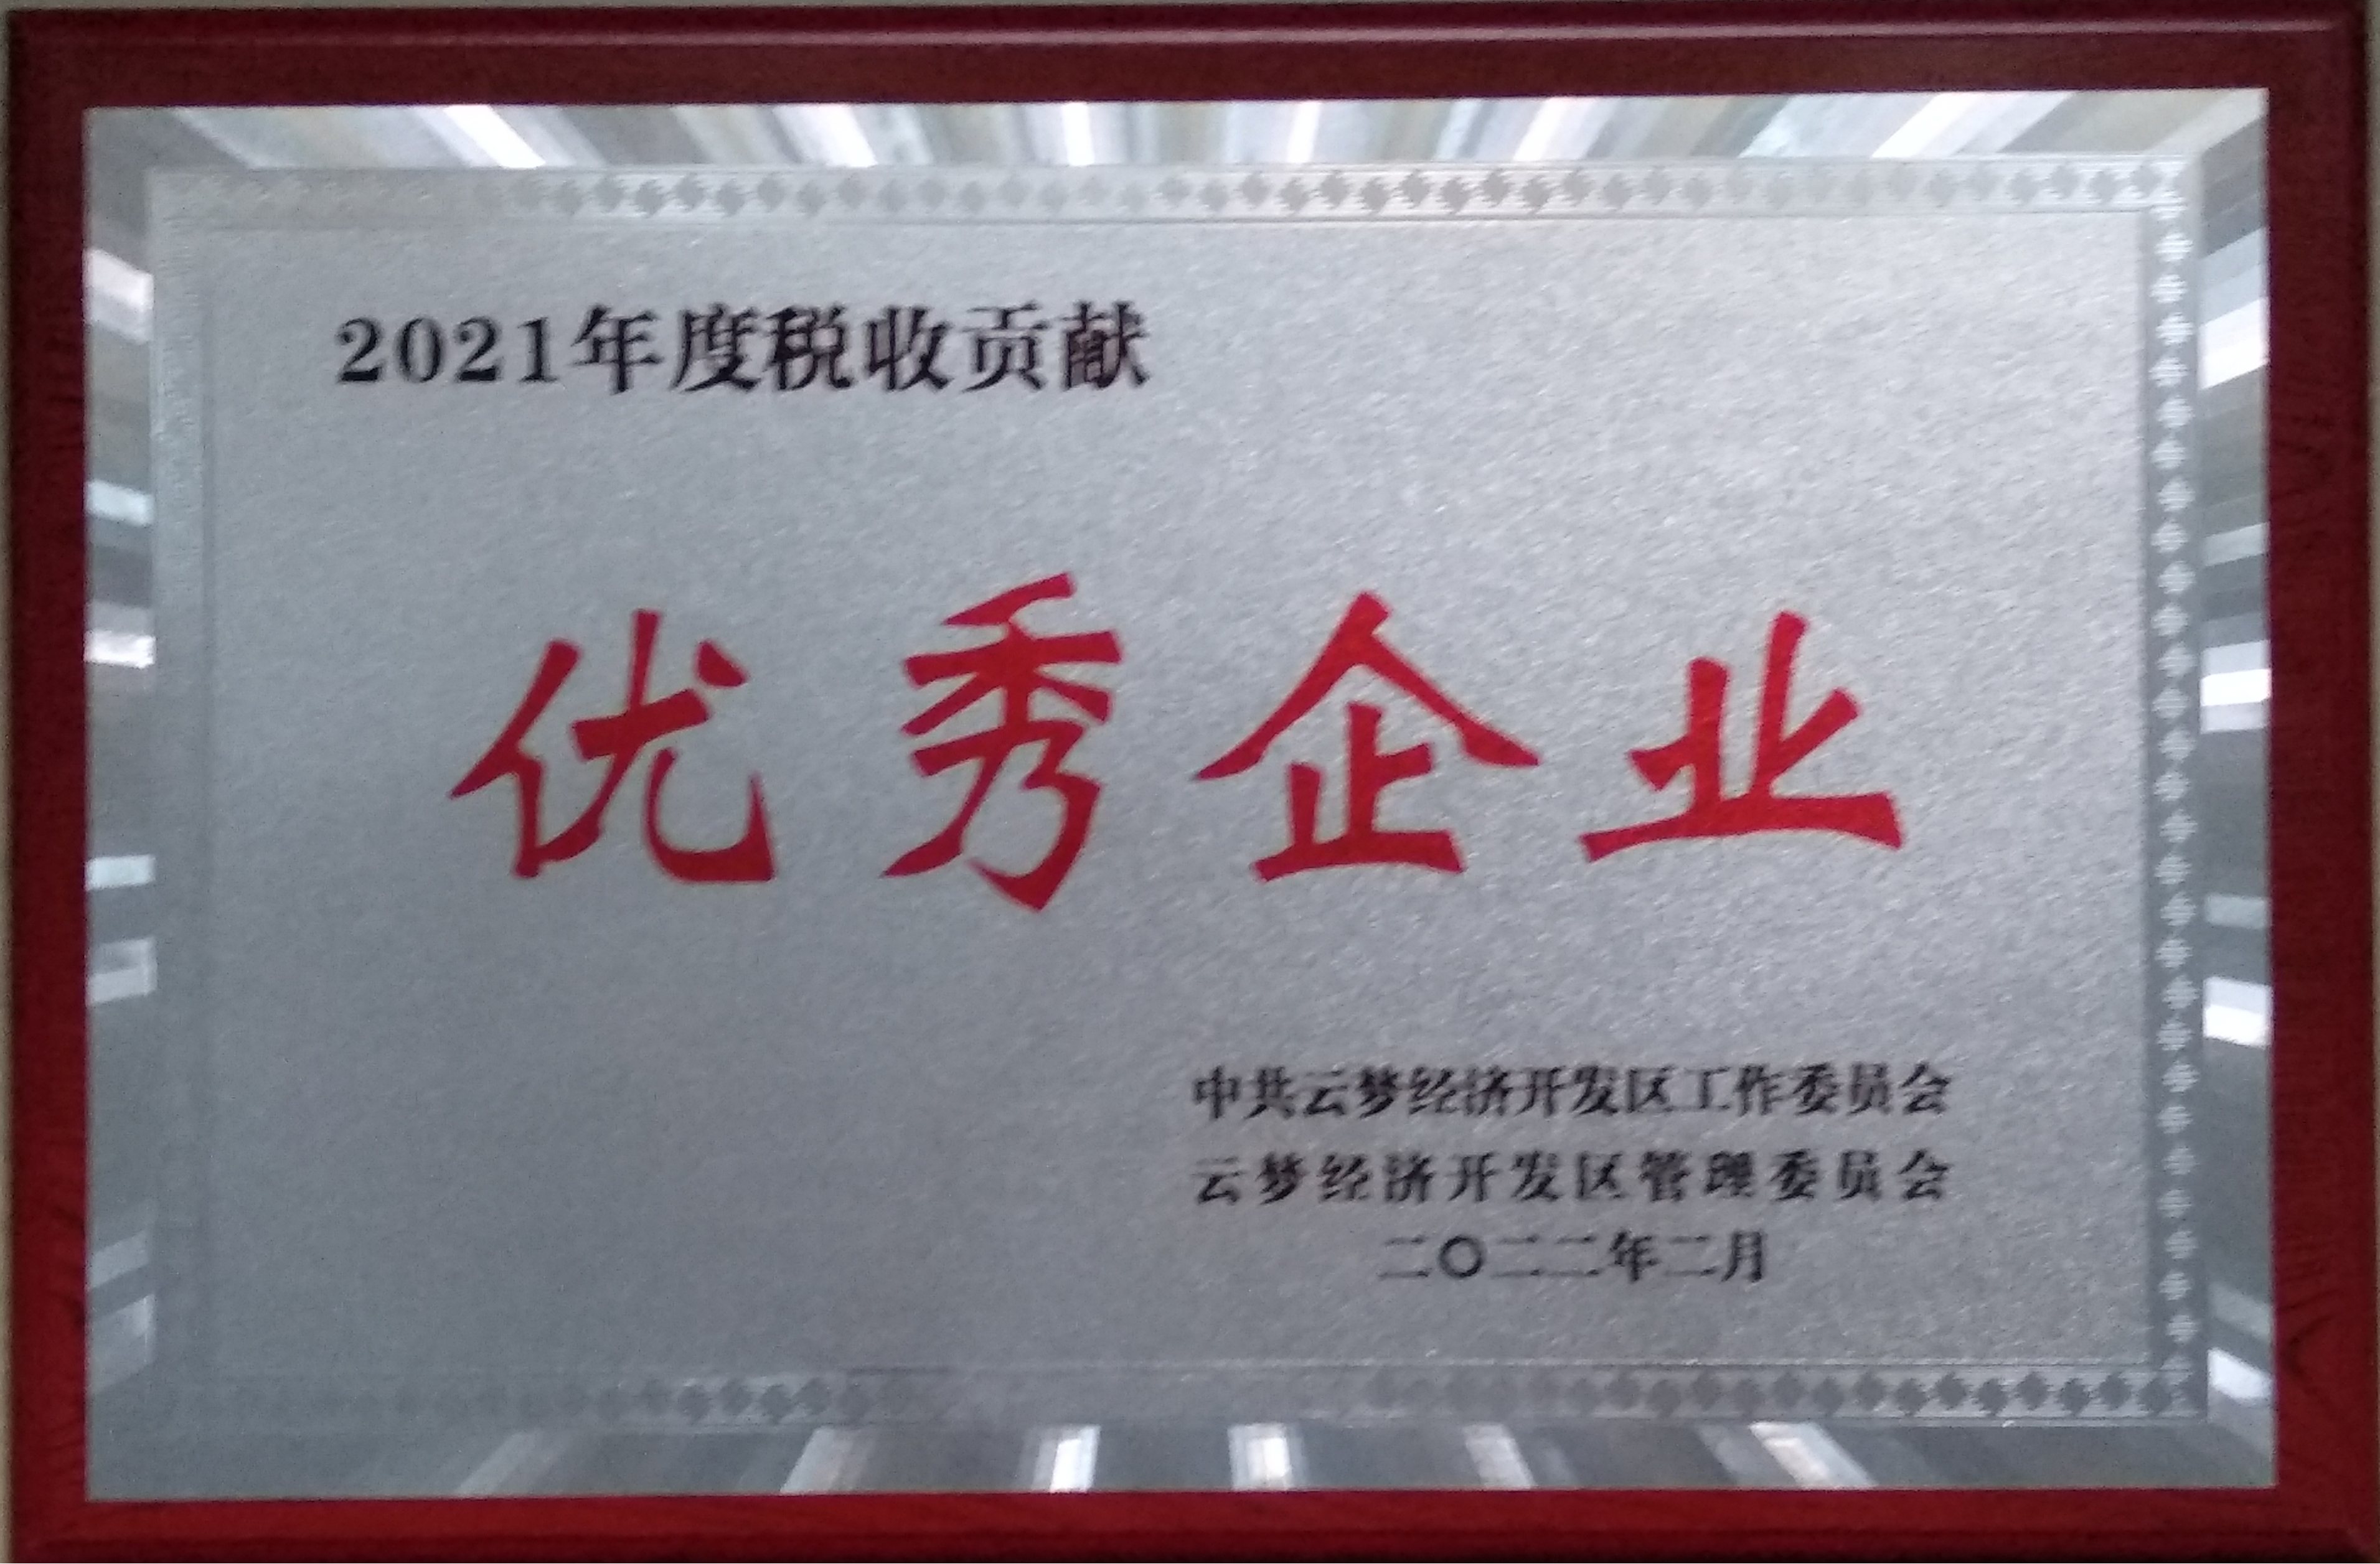 2021年度税收贡献
优秀企业
中共云梦经济开发区工作委员会
云梦经济开发区管理委员会
二〇二二年二月